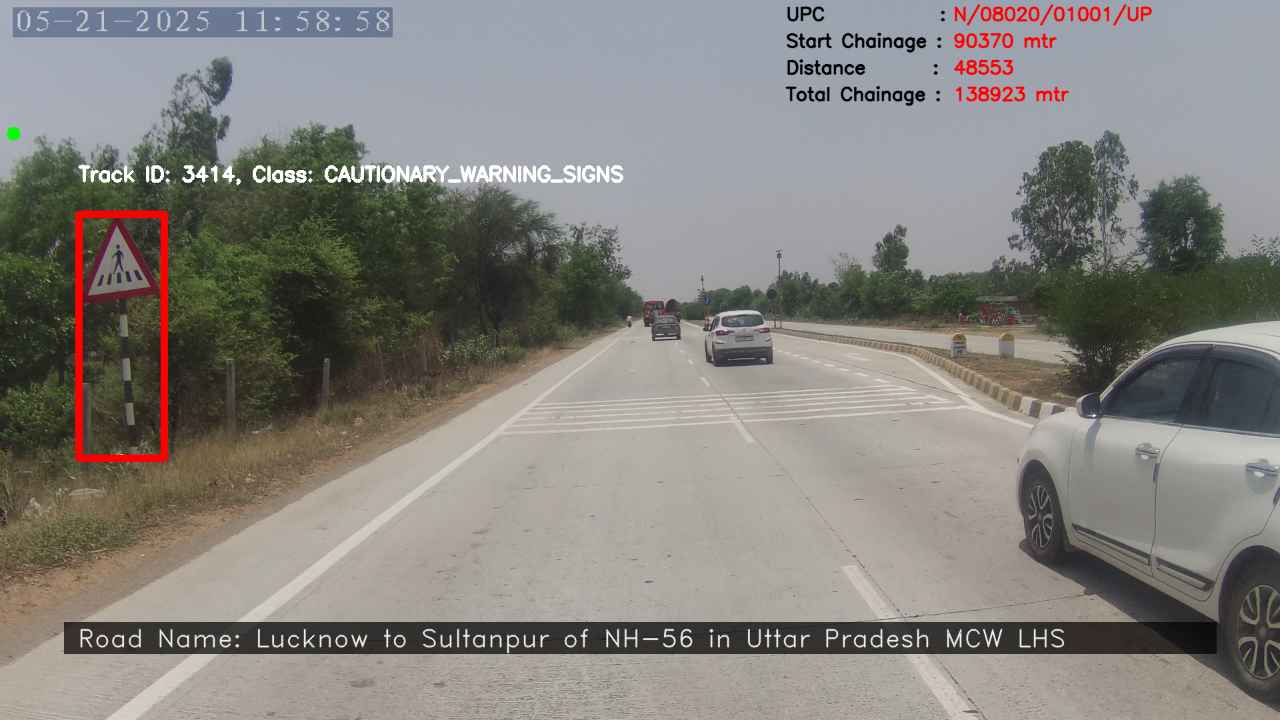 05-21-2025 11:58:58
UPC : N/08020/01001/UP
Start Chainage : 90370 mtr
Distance : 48553
Total Chainage : 138923 mtr
Track ID: 3414, Class: CAUTIONARY_WARNING_SIGNS
Road Name: Lucknow to Sultanpur of NH-56 in Uttar Pradesh MCW LHS